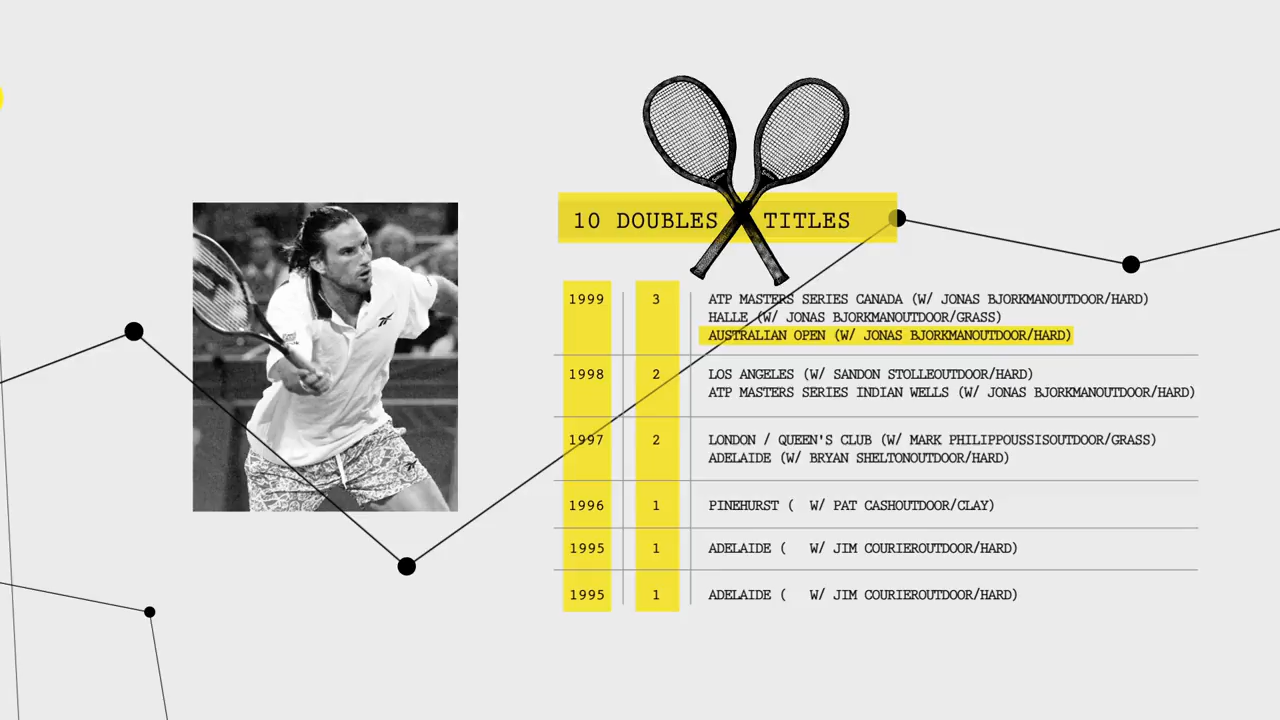 10 DOUBLES TITLES
1999 3 ATP MASTERS SERIES CANADA (W/ JONAS BJORKMANOUTDOOR/HARD)
HALLE (W/ JONAS BJORKMANOUTDOOR/GRASS)
AUSTRALIAN OPEN (W/ JONAS BJORKMANOUTDOOR/HARD)
1998 2 LOS ANGELES (W/ SANDON STOLLEOUTDOOR/HARD)
ATP MASTERS SERIES INDIAN WELLS (W/ JONAS BJORKMANOUTDOOR/HARD)
1997 2 LONDON / QUEEN'S CLUB (W/ MARK PHILIPPOUSSISOUTDOOR/GRASS)
ADELAIDE (W/ BRYAN SHELTONOUTDOOR/HARD)
1996 1 PINEHURST ( W/ PAT CASHOUTDOOR/CLAY)
1995 1 ADELAIDE ( W/ JIM COURIEROUTDOOR/HARD)
1995 1 ADELAIDE ( W/ JIM COURIEROUTDOOR/HARD)